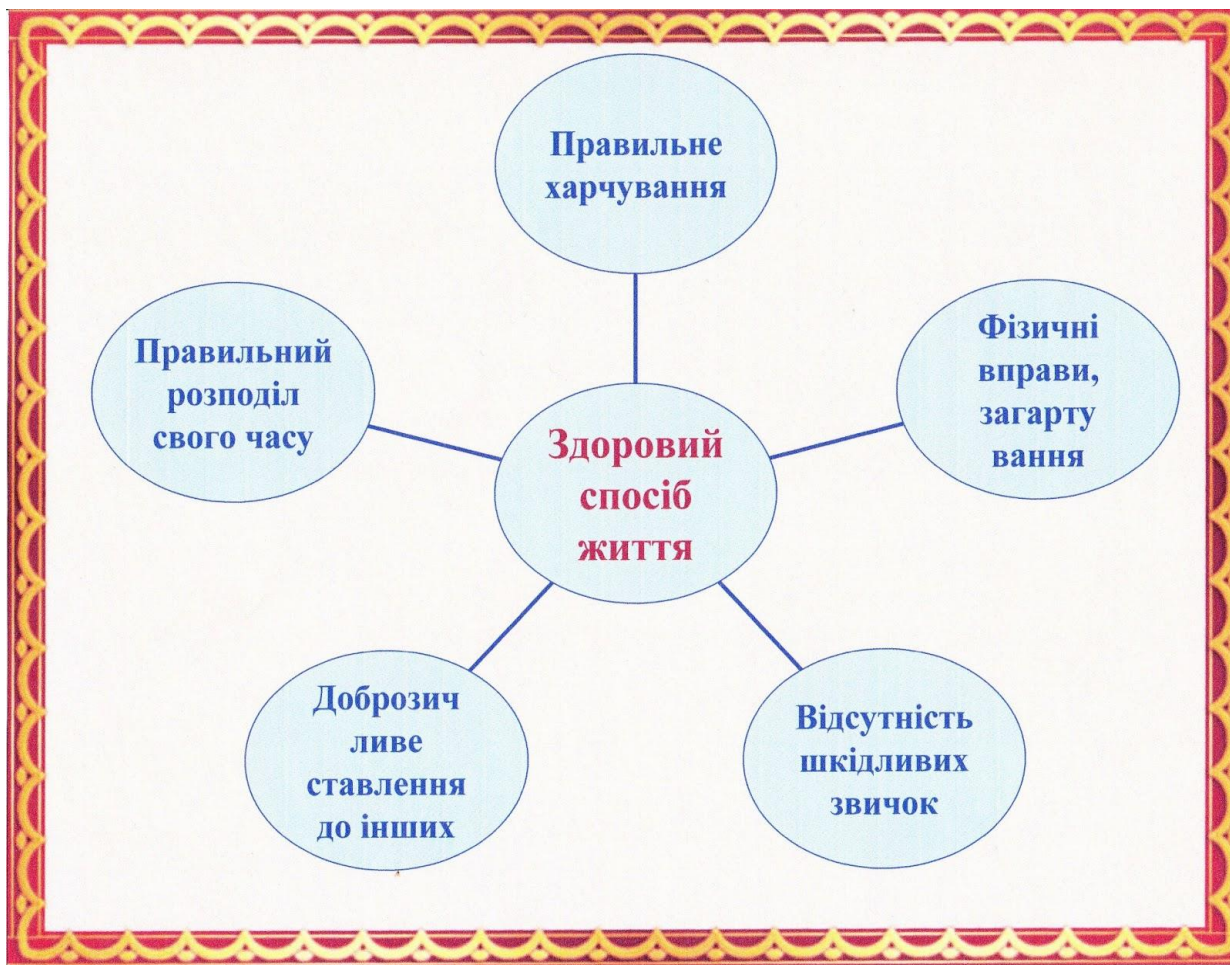 Правильне
харчування
Правильний
розподіл
свого часу
Фізичні
вправи,
загарту
вання
Здоровий
спосіб
життя
Доброзич
ливе
ставлення
до інших
Відсутність
шкідливих
звичок